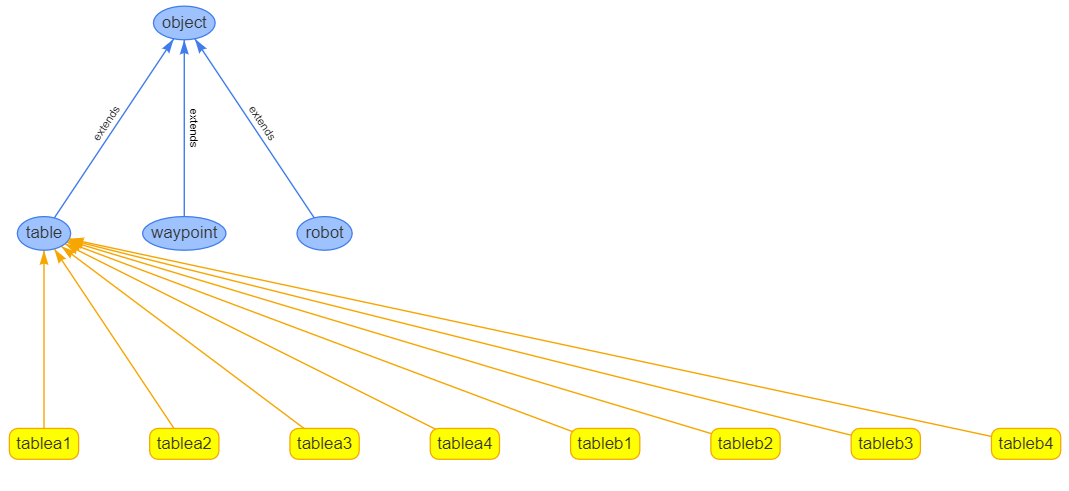 object
extends
extends
extends
table
waypoint
robot
tablea1
tablea2
tablea3
tablea4
tableb1
tableb2
tableb3
tableb4